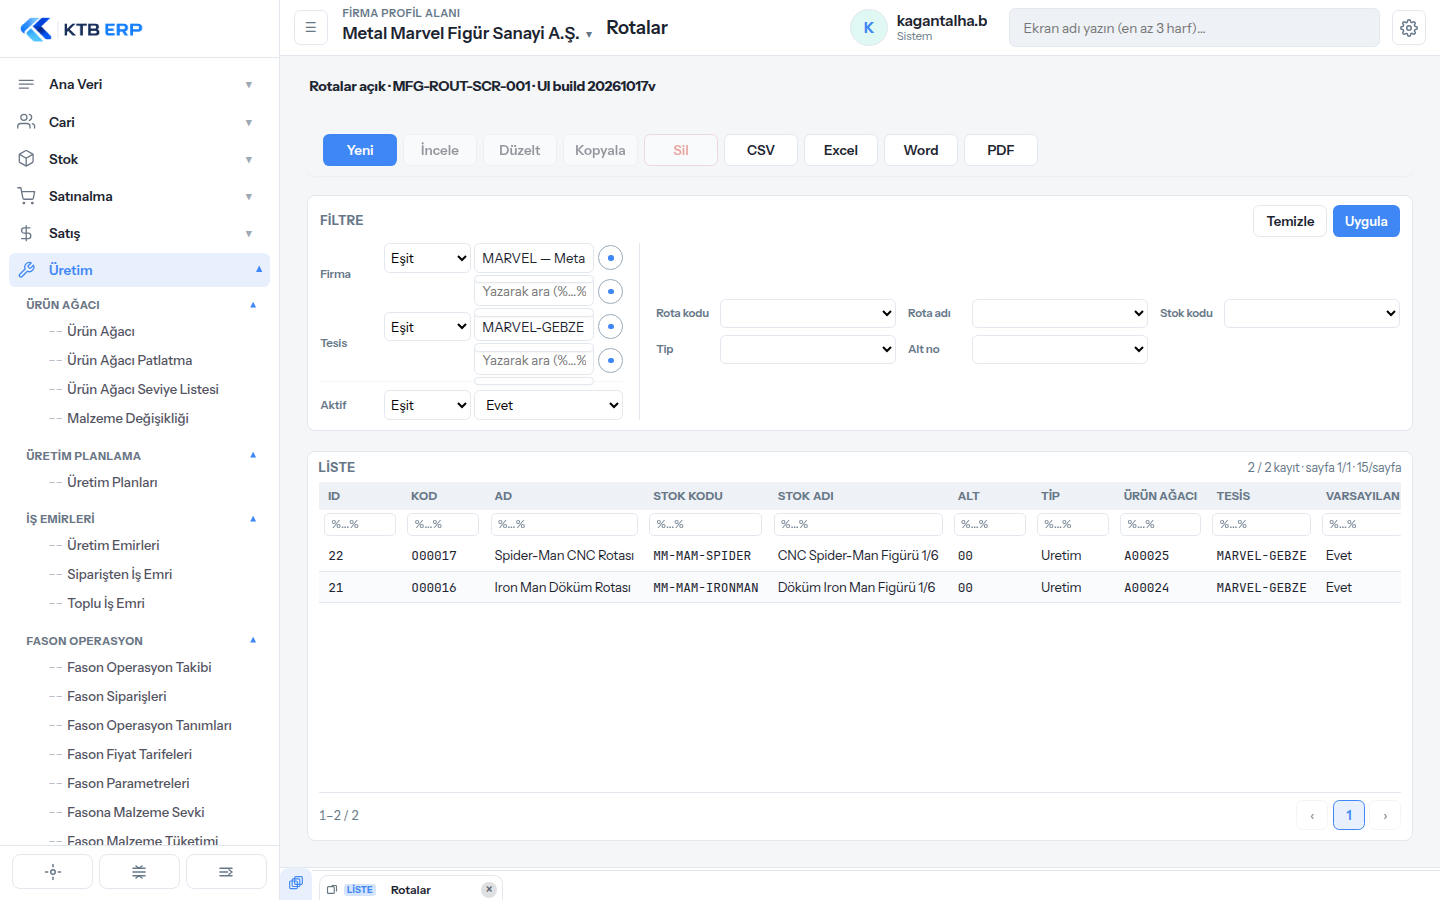 KTB ERP
☰
FİRMA PROFİL ALANI
Metal Marvel Figür Sanayi A.Ş. ▾
Rotalar
K
kagantalha.b
Sistem
Ekran adı yazın (en az 3 harf)...
Ana Veri
Cari
Stok
Satınalma
Satış
Üretim
ÜRÜN AĞACI
-- Ürün Ağacı
-- Ürün Ağacı Patlatma
-- Ürün Ağacı Seviye Listesi
-- Malzeme Değişikliği
ÜRETİM PLANLAMA
-- Üretim Planları
İŞ EMİRLERİ
-- Üretim Emirleri
-- Siparişten İş Emri
-- Toplu İş Emri
FASON OPERASYON
-- Fason Operasyon Takibi
-- Fason Siparişleri
-- Fason Operasyon Tanımları
-- Fason Fiyat Tarifeleri
-- Fason Parametreleri
-- Fasona Malzeme Sevki
-- Fason Malzeme Tüketimi
Rotalar açık · MFG-ROUT-SCR-001 · UI build 20261017v
Yeni İncele Düzelt Kopyala Sil CSV Excel Word PDF
FİLTRE
Temizle Uygula
Firma Eşit MARVEL — Meta
Yazarak ara (%...%
Tesis Eşit MARVEL-GEBZE
Yazarak ara (%...%
Aktif Eşit Evet
Rota kodu Rota adı Stok kodu
Tip Alt no
LİSTE
2 / 2 kayıt · sayfa 1/1 · 15/sayfa
ID KOD AD STOK KODU STOK ADI ALT TİP ÜRÜN AĞACI TESİS VARSAYILAN
%...% %...% %...% %...% %...% %...% %...% %...% %...% %...%
22 000017 Spider-Man CNC Rotası MM-MAM-SPIDER CNC Spider-Man Figürü 1/6 00 Uretim A00025 MARVEL-GEBZE Evet
21 000016 Iron Man Döküm Rotası MM-MAM-IRONMAN Döküm Iron Man Figürü 1/6 00 Uretim A00024 MARVEL-GEBZE Evet
1–2 / 2
‹ 1 ›
LİSTE Rotalar ×